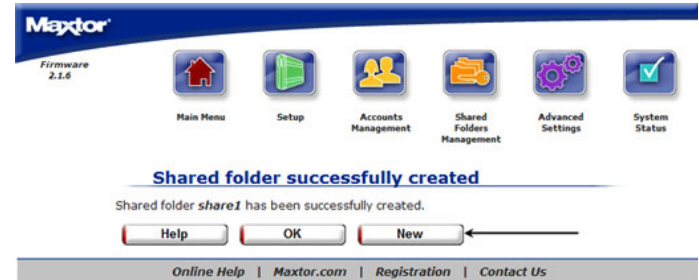 Maxtor
Firmware
2.1.6
Main Menu
Setup
Accounts
Management
Shared
Folders
Management
Advanced
Settings
System
Status
Shared folder successfully created
Shared folder share1 has been successfully created.
Help
OK
New
Online Help | Maxtor.com | Registration | Contact Us